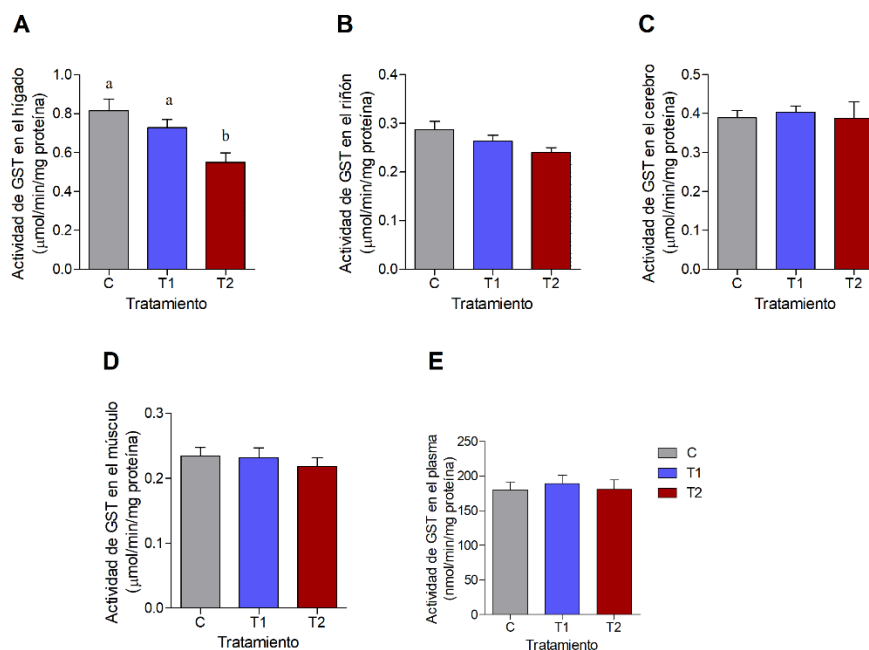 A
Actividad de GST en el hígado
(μmol/min/mg proteína)
1.0
0.8
0.6
0.4
0.2
0.0
a
a
b
C T1 T2
Tratamiento
B
Actividad de GST en el riñón
(μmol/min/mg proteína)
0.4
0.3
0.2
0.1
0.0
C T1 T2
Tratamiento
C
Actividad de GST en el cerebro
(μmol/min/mg proteína)
0.5
0.4
0.3
0.2
0.1
0.0
C T1 T2
Tratamiento
D
Actividad de GST en el músculo
(μmol/min/mg proteína)
0.3
0.2
0.1
0.0
C T1 T2
Tratamiento
E
Actividad de GST en el plasma
(nmol/min/mg proteína)
250
200
150
100
50
0
C T1 T2
Tratamiento
C
T1
T2